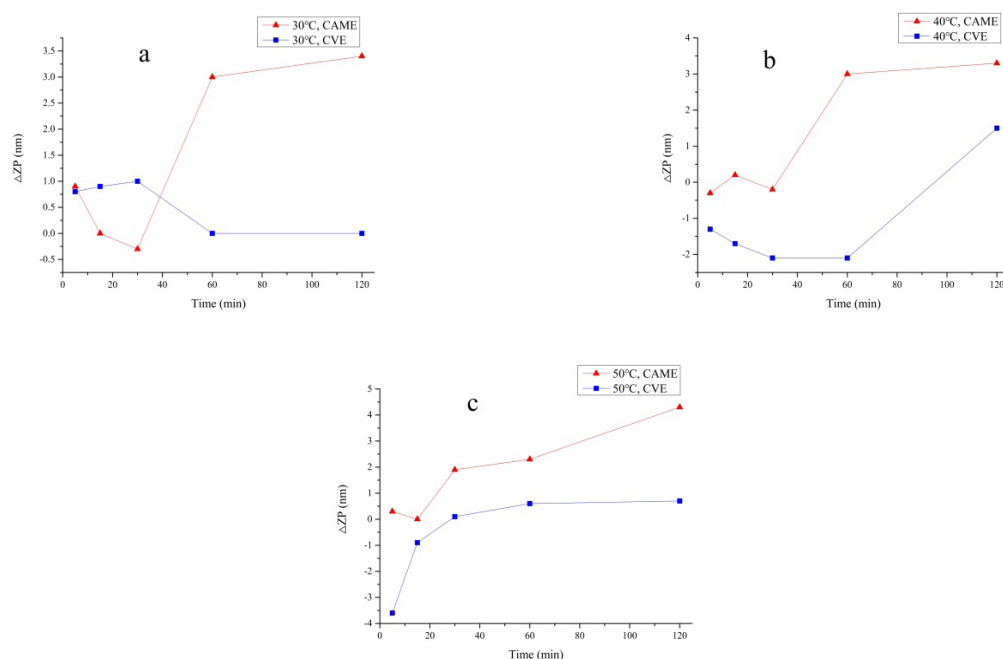 30℃, CAME
30℃, CVE
a
3.5
3.0
2.5
2.0
1.5
1.0
0.5
0.0
-0.5
△ZP (nm)
0 20 40 60 80 100 120
Time (min)
40℃, CAME
40℃, CVE
b
4
3
2
1
0
-1
-2
△ZP (nm)
0 20 40 60 80 100 120
Time (min)
50℃, CAME
50℃, CVE
c
5
4
3
2
1
0
-1
-2
-3
-4
△ZP (nm)
0 20 40 60 80 100 120
Time (min)